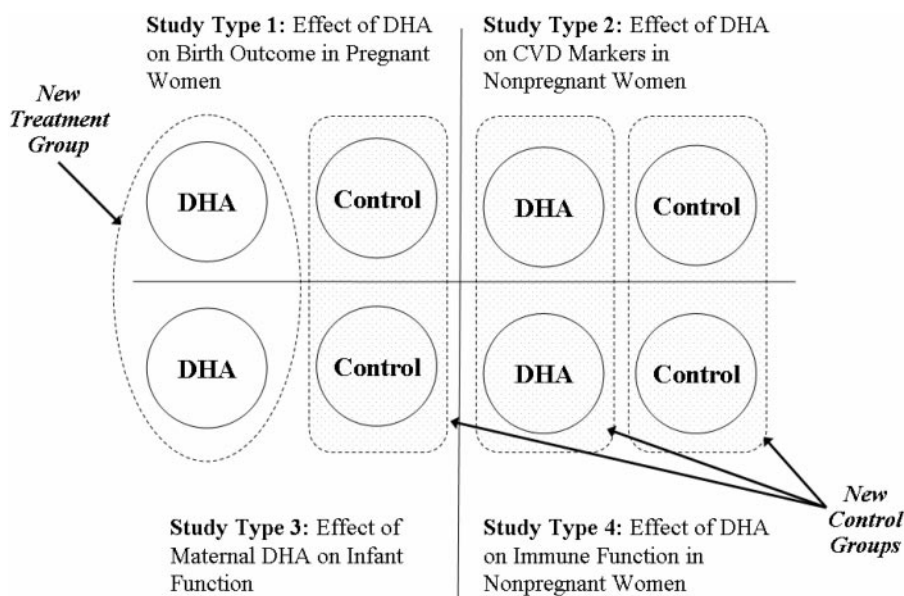 Study Type 1: Effect of DHA
on Birth Outcome in Pregnant
Women
Study Type 2: Effect of DHA
on CVD Markers in
Nonpregnant Women
New
Treatment
Group
DHA
Control
DHA
Control
DHA
Control
DHA
Control
Study Type 3: Effect of
Maternal DHA on Infant
Function
Study Type 4: Effect of DHA
on Immune Function in
Nonpregnant Women
New
Control
Groups